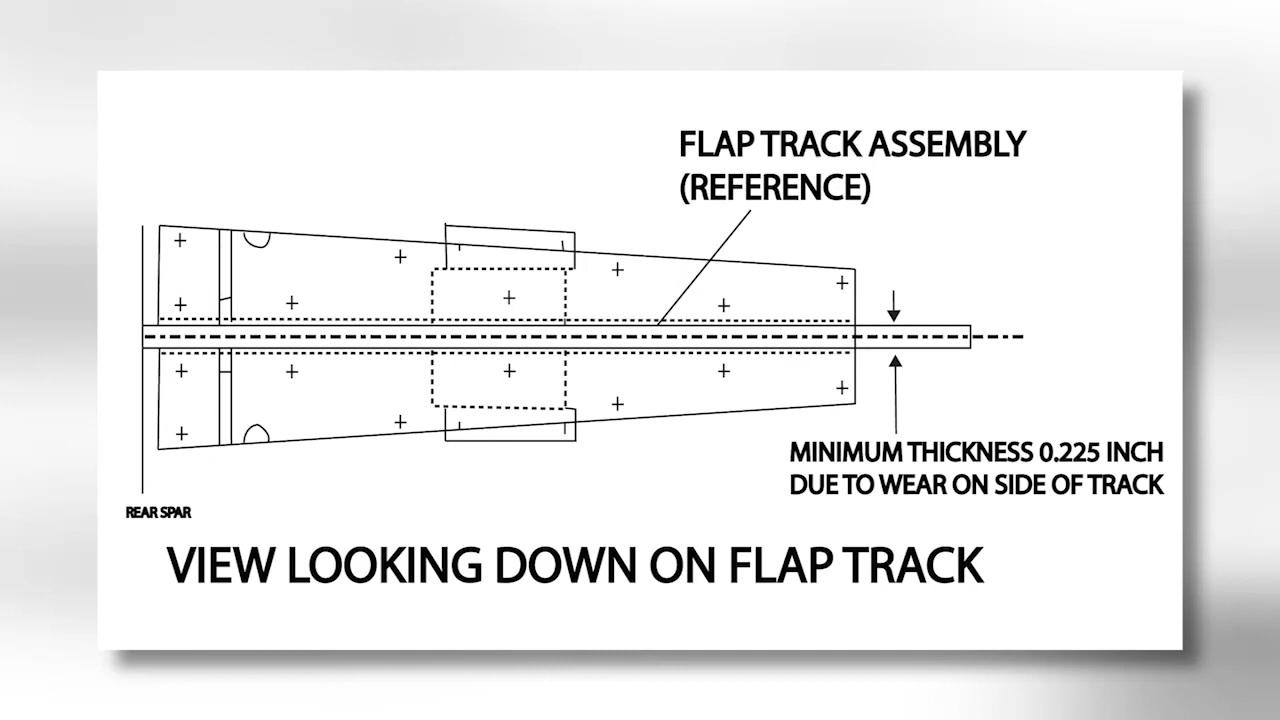 FLAP TRACK ASSEMBLY
(REFERENCE)
MINIMUM THICKNESS 0.225 INCH
DUE TO WEAR ON SIDE OF TRACK
REAR SPAR
VIEW LOOKING DOWN ON FLAP TRACK